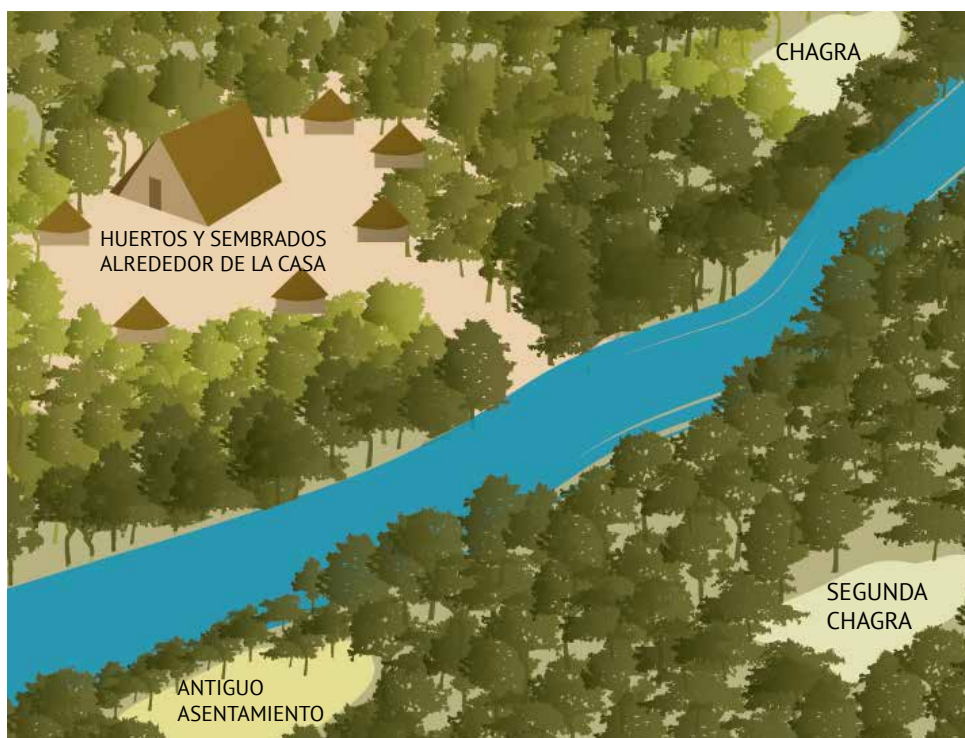 CHAGRA
HUERTOS Y SEMBRADOS
ALREDEDOR DE LA CASA
SEGUNDA
CHAGRA
ANTIGUO
ASENTAMIENTO